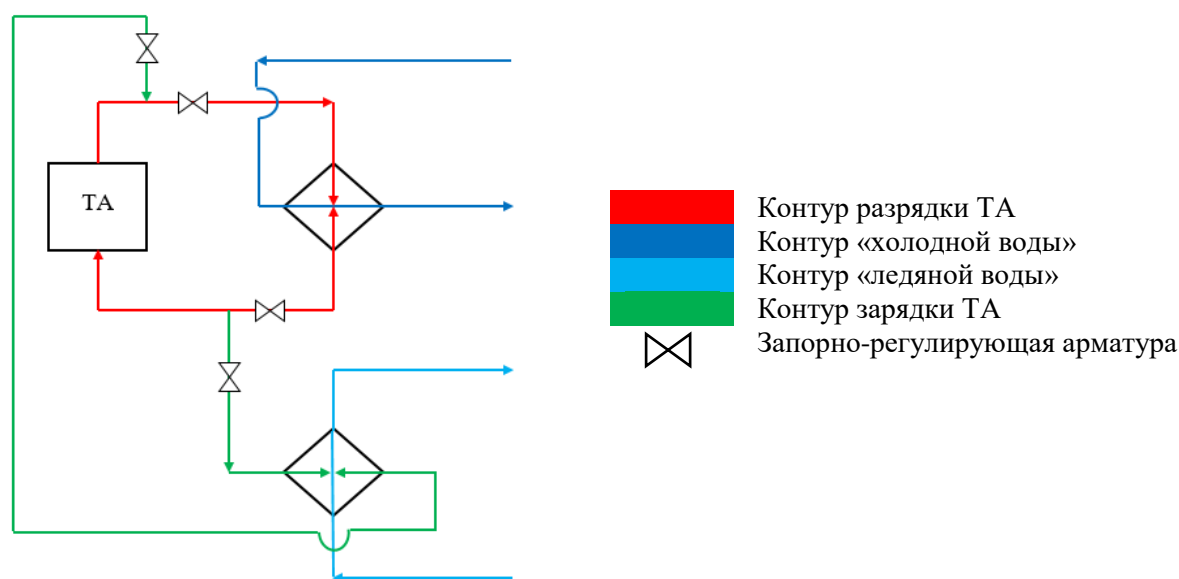 ТА
Контур разрядки ТА
Контур «холодной воды»
Контур «ледяной воды»
Контур зарядки ТА
Запорно-регулирующая арматура